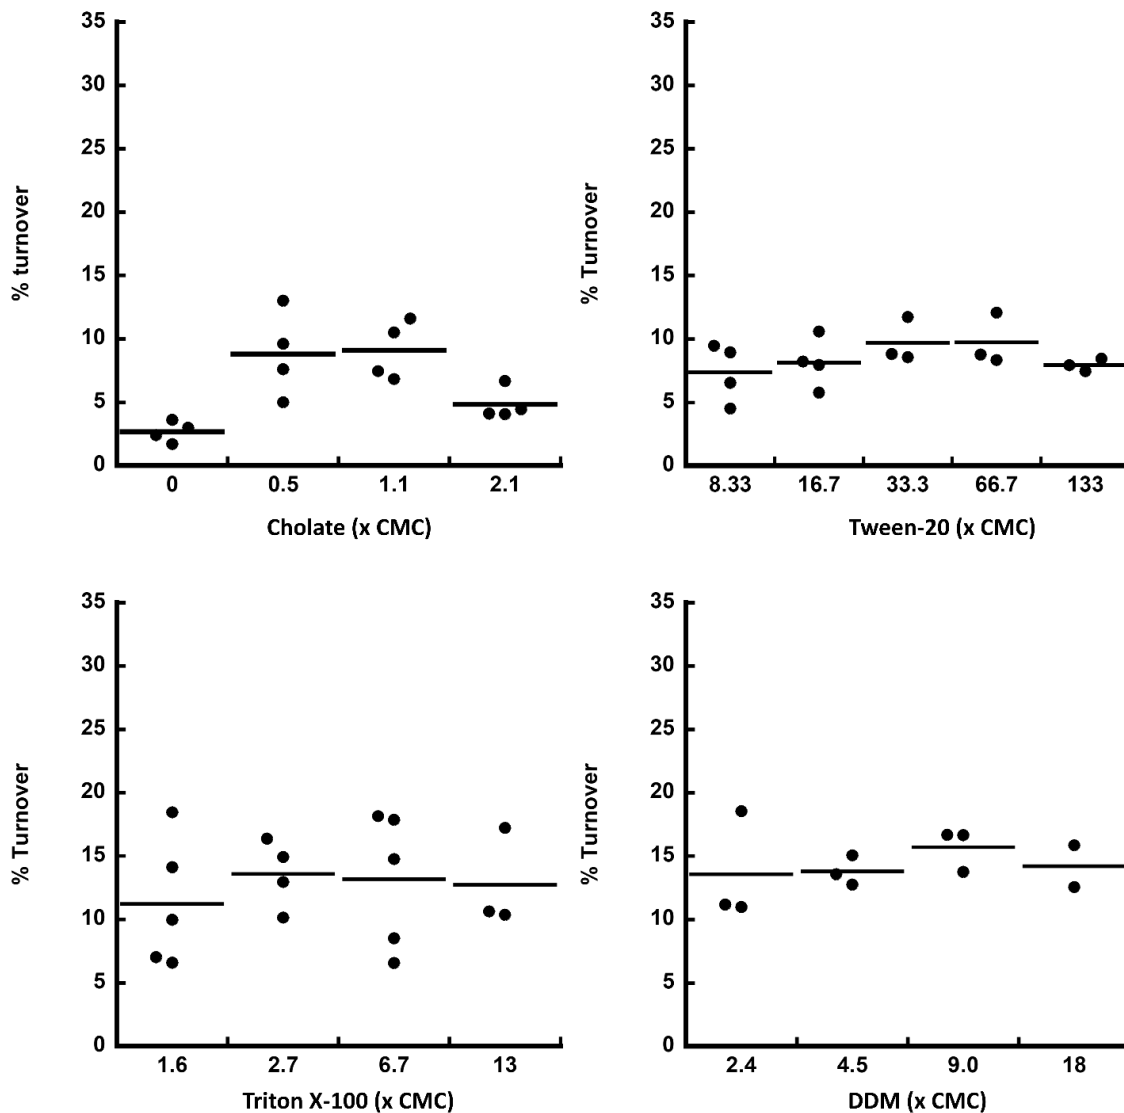 35
30
25
20
15
10
5
0
% turnover
0 0.5 1.1 2.1
Cholate (x CMC)
35
30
25
20
15
10
5
0
% Turnover
8.33 16.7 33.3 66.7 133
Tween-20 (x CMC)
35
30
25
20
15
10
5
0
% Turnover
1.6 2.7 6.7 13
Triton X-100 (x CMC)
35
30
25
20
15
10
5
0
% Turnover
2.4 4.5 9.0 18
DDM (x CMC)